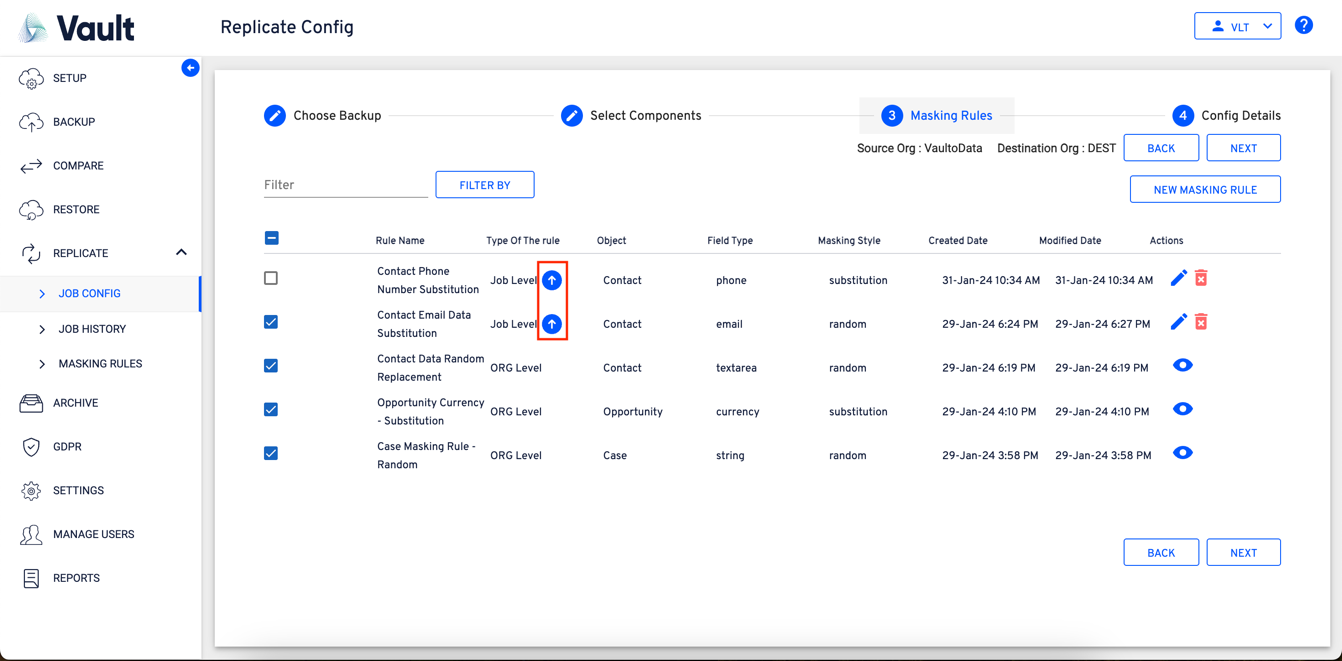 Vault
Replicate Config
VLT
?
SETUP
BACKUP
COMPARE
RESTORE
REPLICATE
JOB CONFIG
JOB HISTORY
MASKING RULES
ARCHIVE
GDPR
SETTINGS
MANAGE USERS
REPORTS
Choose Backup
Select Components
3 Masking Rules
4 Config Details
Source Org : VaultoData Destination Org : DEST BACK NEXT
Filter FILTER BY
NEW MASKING RULE
Rule Name Type Of The rule Object Field Type Masking Style Created Date Modified Date Actions
Contact Phone
Number Substitution Job Level Contact phone substitution 31-Jan-24 10:34 AM 31-Jan-24 10:34 AM
Contact Email Data
Substitution Job Level Contact email random 29-Jan-24 6:24 PM 29-Jan-24 6:27 PM
Contact Data Random
Replacement ORG Level Contact textarea random 29-Jan-24 6:19 PM 29-Jan-24 6:19 PM
Opportunity Currency
- Substitution ORG Level Opportunity currency substitution 29-Jan-24 4:10 PM 29-Jan-24 4:10 PM
Case Masking Rule -
Random ORG Level Case string random 29-Jan-24 3:58 PM 29-Jan-24 3:58 PM
BACK NEXT